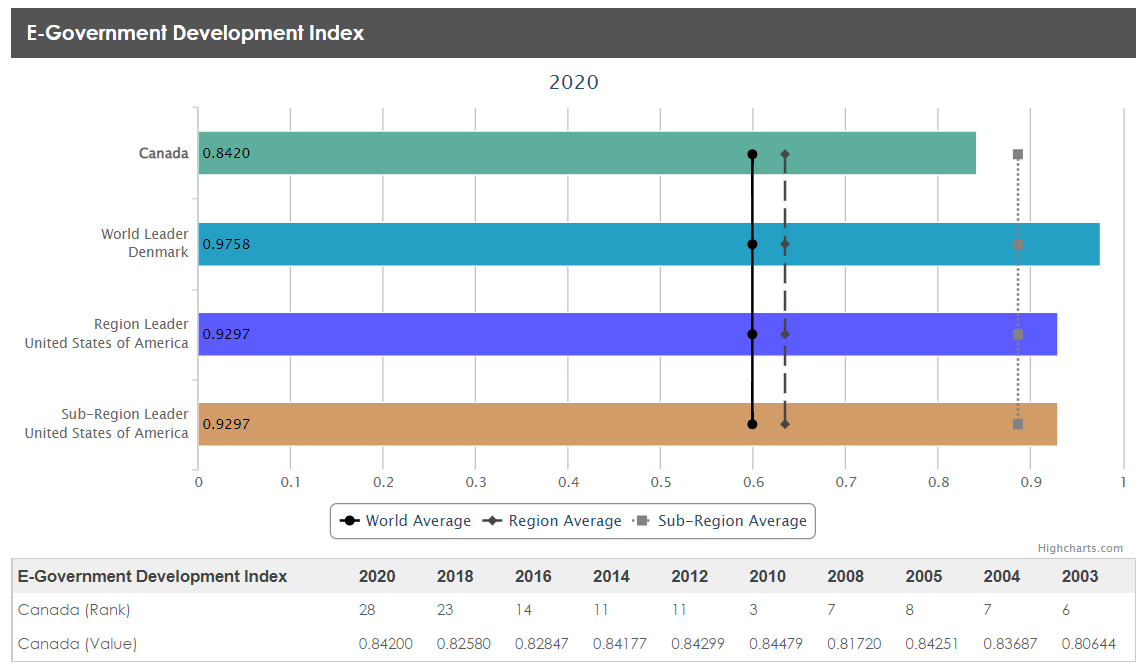 E-Government Development Index
2020
Canada
0.8420
World Leader
Denmark
0.9758
Region Leader
United States of America
0.9297
Sub-Region Leader
United States of America
0.9297
0 0.1 0.2 0.3 0.4 0.5 0.6 0.7 0.8 0.9 1
World Average Region Average Sub-Region Average
Highcharts.com
E-Government Development Index 2020 2018 2016 2014 2012 2010 2008 2005 2004 2003
Canada (Rank) 28 23 14 11 11 3 7 8 7 6
Canada (Value) 0.84200 0.82580 0.82847 0.84177 0.84299 0.84479 0.81720 0.84251 0.83687 0.80644